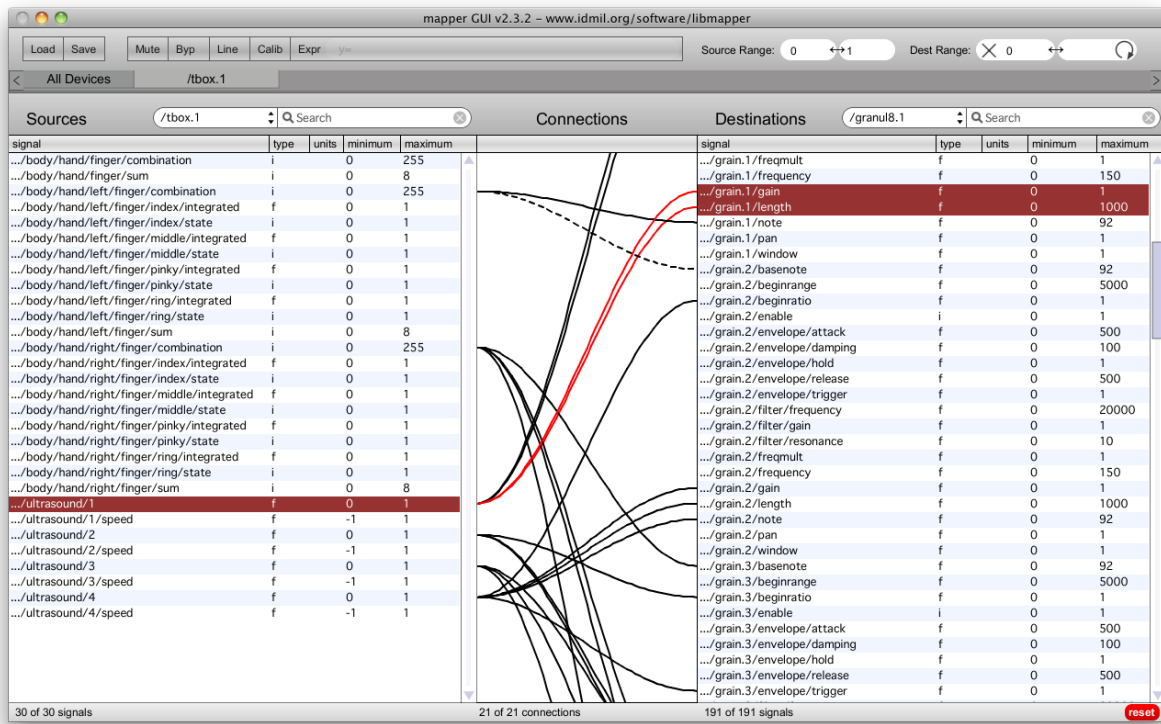 mapper GUI v2.3.2 – www.idmil.org/software/libmapper
Load Save Mute Byp Line Calib Expr y= Source Range: 0 ↔ 1 Dest Range: 0 ↔
< All Devices /tbox.1 >
Sources /tbox.1 Search Connections Destinations /granul8.1 Search
signal type units minimum maximum signal type units minimum maximum
.../body/hand/finger/combination i 0 255 .../grain.1/freqmult f 0 1
.../body/hand/finger/sum i 0 8 .../grain.1/frequency f 0 150
.../body/hand/left/finger/combination i 0 255 .../grain.1/gain f 0 1
.../body/hand/left/finger/index/integrated f 0 1 .../grain.1/length f 0 1000
.../body/hand/left/finger/index/state i 0 1 .../grain.1/note f 0 92
.../body/hand/left/finger/middle/integrated f 0 1 .../grain.1/pan f 0 1
.../body/hand/left/finger/middle/state i 0 1 .../grain.1/window f 0 1
.../body/hand/left/finger/pinky/integrated f 0 1 .../grain.2/basenote f 0 92
.../body/hand/left/finger/pinky/state i 0 1 .../grain.2/beginrange f 0 5000
.../body/hand/left/finger/ring/integrated f 0 1 .../grain.2/beginratio f 0 1
.../body/hand/left/finger/ring/state i 0 1 .../grain.2/enable i 0 1
.../body/hand/left/finger/sum i 0 8 .../grain.2/envelope/attack f 0 500
.../body/hand/right/finger/combination i 0 255 .../grain.2/envelope/damping f 0 100
.../body/hand/right/finger/index/integrated f 0 1 .../grain.2/envelope/hold f 0 1
.../body/hand/right/finger/index/state i 0 1 .../grain.2/envelope/release f 0 500
.../body/hand/right/finger/middle/integrated f 0 1 .../grain.2/envelope/trigger f 0 1
.../body/hand/right/finger/middle/state i 0 1 .../grain.2/filter/frequency f 0 20000
.../body/hand/right/finger/pinky/integrated f 0 1 .../grain.2/filter/gain f 0 1
.../body/hand/right/finger/pinky/state i 0 1 .../grain.2/filter/resonance f 0 10
.../body/hand/right/finger/ring/integrated f 0 1 .../grain.2/freqmult f 0 1
.../body/hand/right/finger/ring/state i 0 1 .../grain.2/frequency f 0 150
.../body/hand/right/finger/sum i 0 8 .../grain.2/gain f 0 1
.../ultrasound/1 f 0 1 .../grain.2/length f 0 1000
.../ultrasound/1/speed f -1 1 .../grain.2/note f 0 92
.../ultrasound/2 f 0 1 .../grain.2/pan f 0 1
.../ultrasound/2/speed f -1 1 .../grain.2/window f 0 1
.../ultrasound/3 f 0 1 .../grain.3/basenote f 0 92
.../ultrasound/3/speed f -1 1 .../grain.3/beginrange f 0 5000
.../ultrasound/4 f 0 1 .../grain.3/beginratio f 0 1
.../ultrasound/4/speed f -1 1 .../grain.3/enable i 0 1
.../grain.3/envelope/attack f 0 500
.../grain.3/envelope/damping f 0 100
.../grain.3/envelope/hold f 0 1
.../grain.3/envelope/release f 0 500
.../grain.3/envelope/trigger f 0 1
30 of 30 signals 21 of 21 connections 191 of 191 signals reset